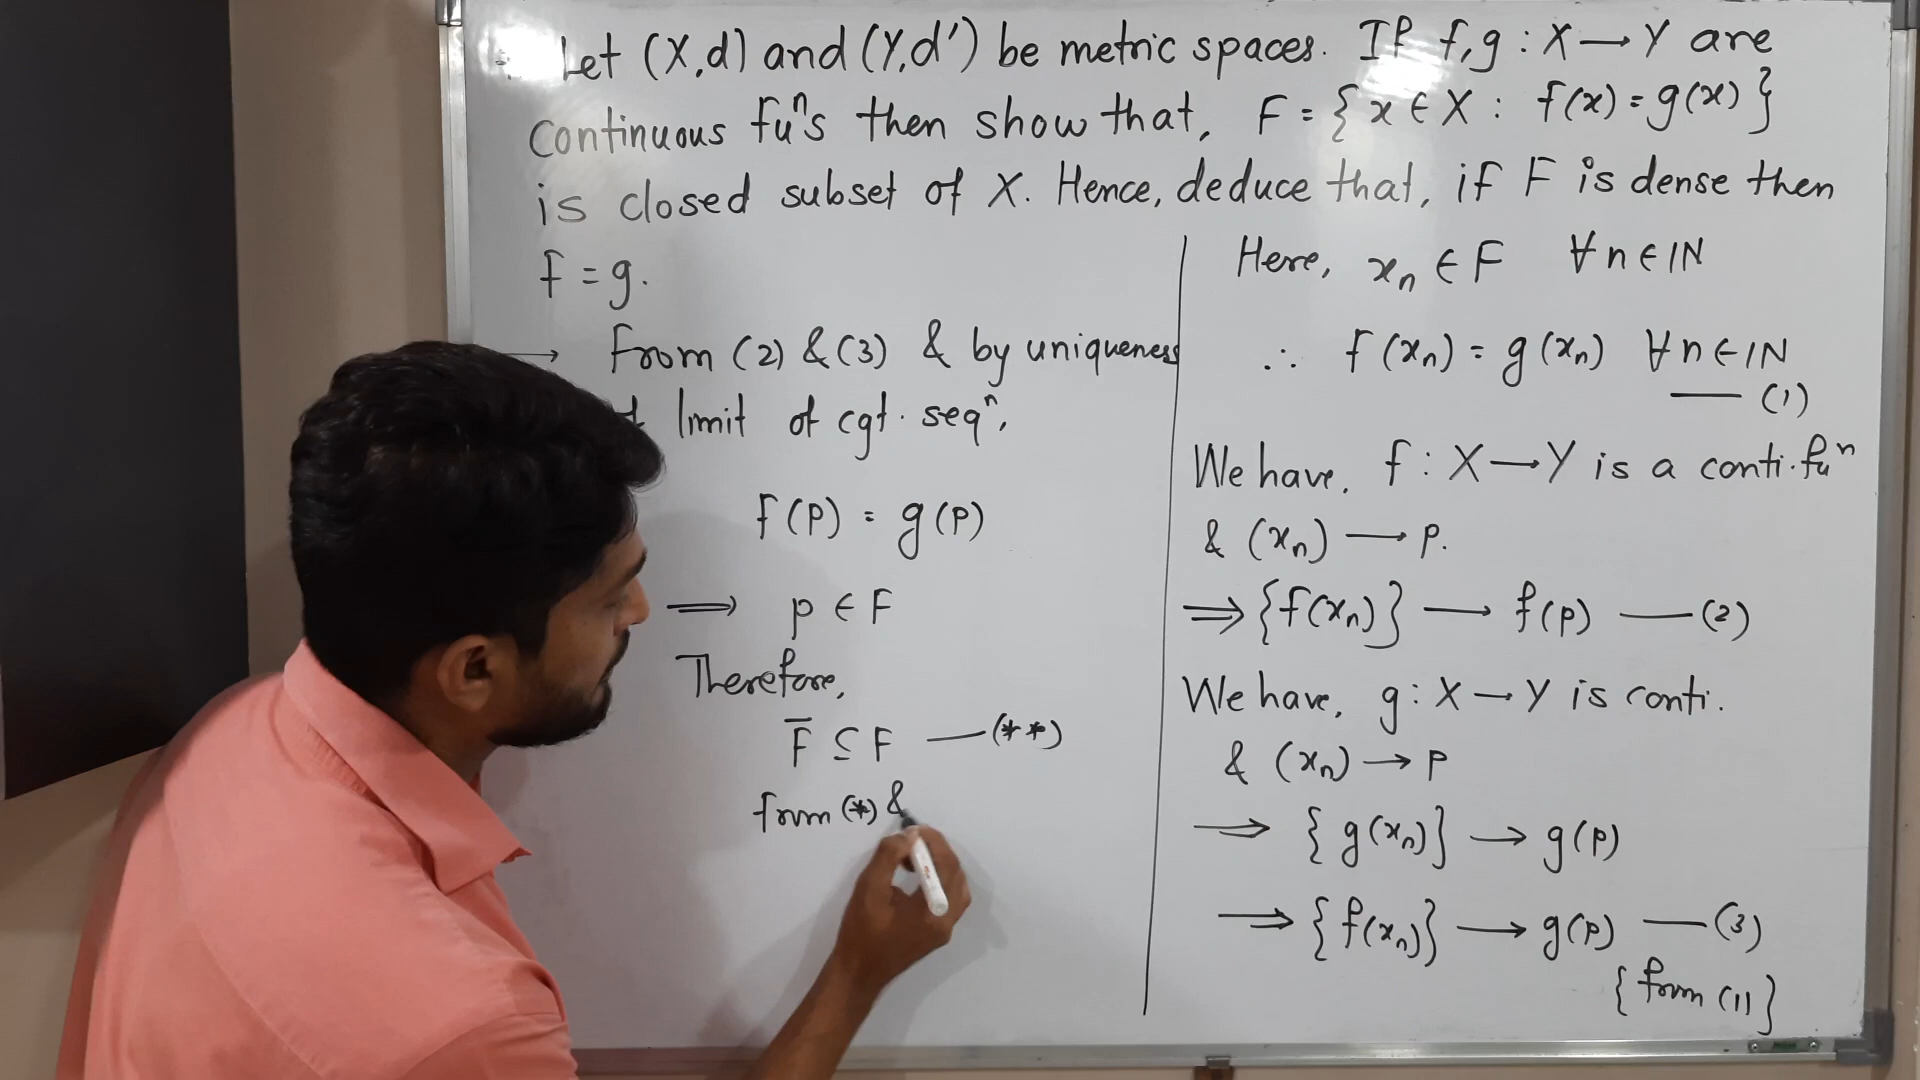 Let (X,d) and (Y,d') be metric spaces. If f,g : X → Y are
continuous fuⁿs then show that, F = { x ∈ X : f(x) = g(x) }
is closed subset of X. Hence, deduce that, if F is dense then
f = g.
→ from (2) & (3) & by uniqueness
limit of cgt. seqⁿ,
f(p) = g(p)
⟹ p ∈ F
Therefore,
F̅ ⊆ F — (**)
from (*) &
Here, xₙ ∈ F ∀ n ∈ IN
∴ f(xₙ) = g(xₙ) ∀ n ∈ IN
— (1)
We have, f : X → Y is a conti. fuⁿ
& (xₙ) → p.
⟹ {f(xₙ)} → f(p) — (2)
We have, g : X → Y is conti.
& (xₙ) → p
⟹ { g(xₙ)} → g(p)
⟹ { f(xₙ)} → g(p) — (3)
{ from (1) }